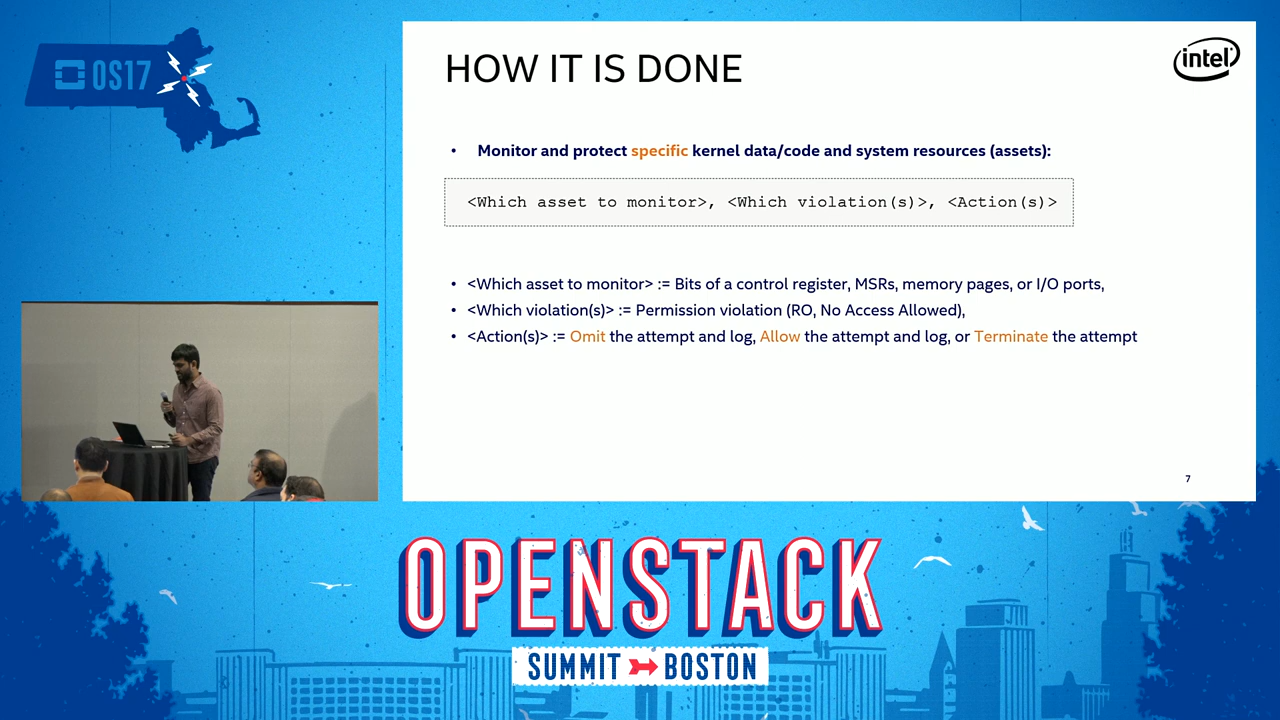 OS17
HOW IT IS DONE
intel
• Monitor and protect specific kernel data/code and system resources (assets):
<Which asset to monitor>, <Which violation(s)>, <Action(s)>
• <Which asset to monitor> := Bits of a control register, MSRs, memory pages, or I/O ports,
• <Which violation(s)> := Permission violation (RO, No Access Allowed),
• <Action(s)> := Omit the attempt and log, Allow the attempt and log, or Terminate the attempt
7
OPENSTACK
SUMMIT BOSTON